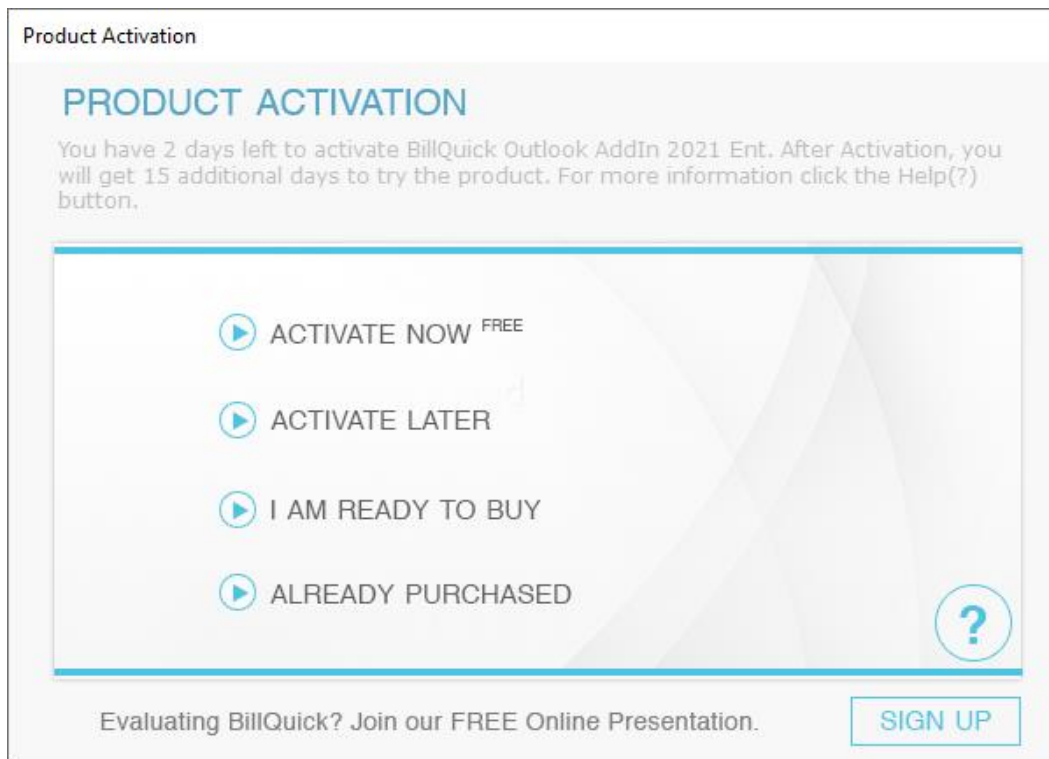 Product Activation
PRODUCT ACTIVATION
You have 2 days left to activate BillQuick Outlook AddIn 2021 Ent. After Activation, you
will get 15 additional days to try the product. For more information click the Help(?)
button.
ACTIVATE NOW FREE
ACTIVATE LATER
I AM READY TO BUY
ALREADY PURCHASED
?
Evaluating BillQuick? Join our FREE Online Presentation.
SIGN UP